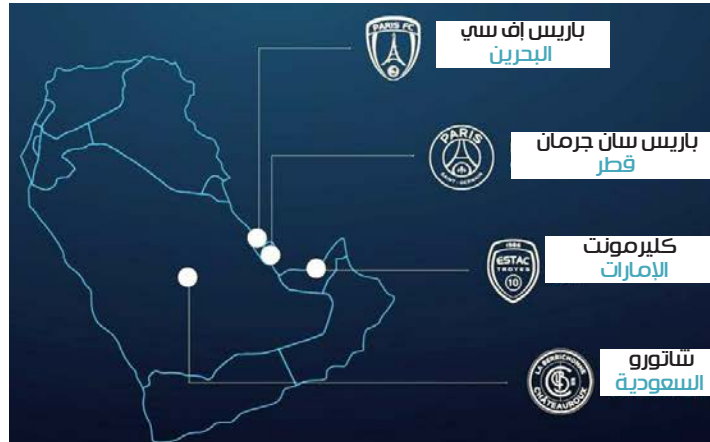 PARIS FC
باريس إف سي
البحرين
PARIS
SAINT-GERMAIN
باريس سان جرمان
قطر
1986
ESTAC
TROYES
10
كليرمونت
الإمارات
LA BERRICHONNE
CHÂTEAUROUX
شاتورو
السعودية